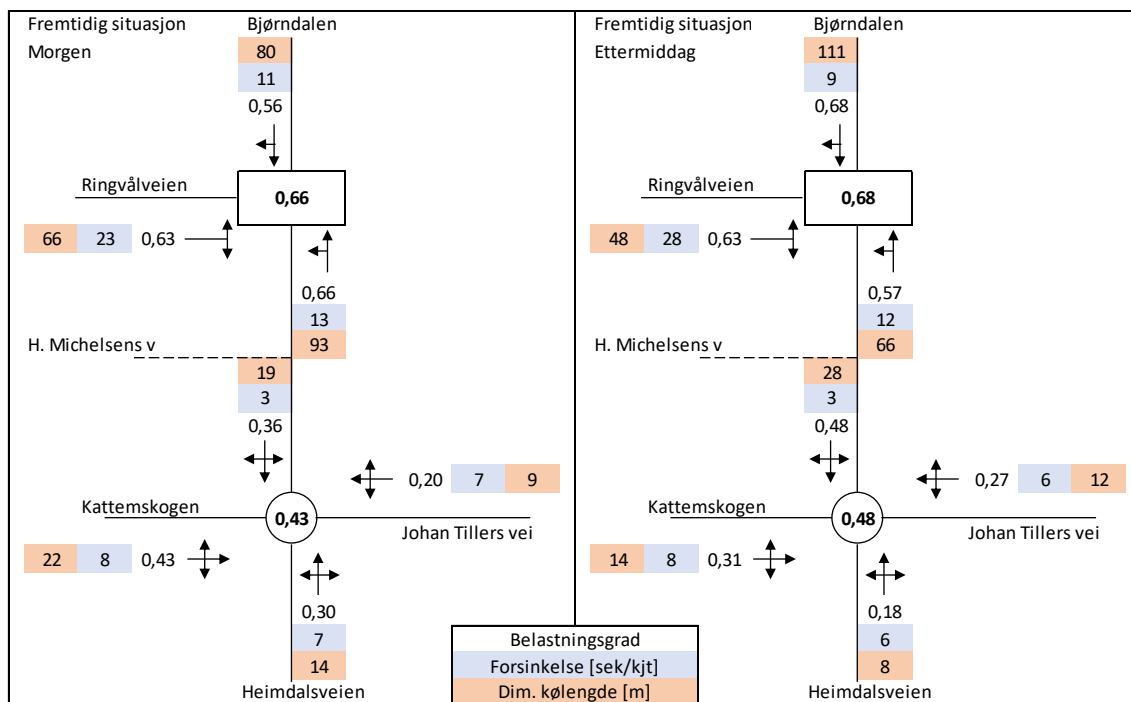 Fremtidig situasjon
Morgen
Bjørndalen
80
11
0,56
Ringvålveien
0,66
66 23 0,63
0,66
13
H. Michelsens v
93
19
3
0,36
0,20 7 9
Kattemskogen
0,43
Johan Tillers vei
22 8 0,43
0,30
7
14
Heimdalsveien
Fremtidig situasjon
Ettermiddag
Bjørndalen
111
9
0,68
Ringvålveien
0,68
48 28 0,63
0,57
12
H. Michelsens v
66
28
3
0,48
0,27 6 12
Kattemskogen
0,48
Johan Tillers vei
14 8 0,31
0,18
6
8
Heimdalsveien
Belastningsgrad
Forsinkelse [sek/kjt]
Dim. kølengde [m]